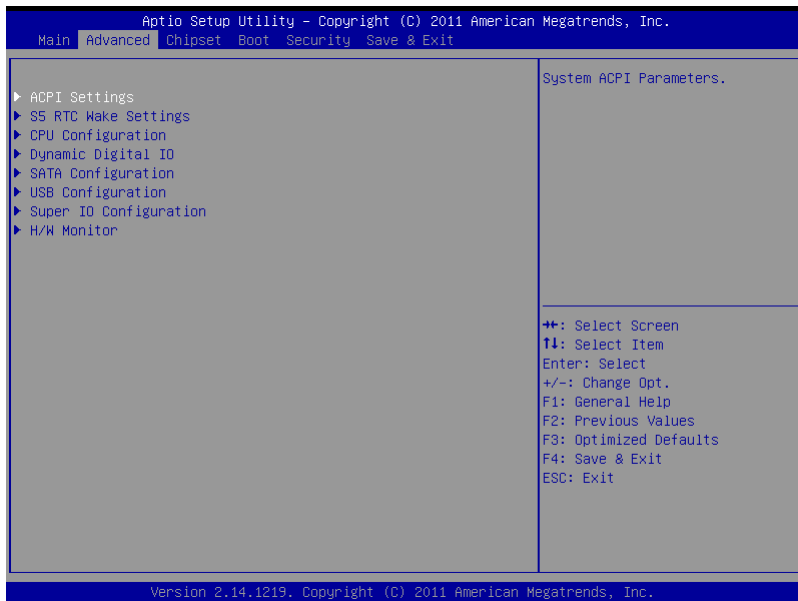 Aptio Setup Utility – Copyright (C) 2011 American Megatrends, Inc.
Main Advanced Chipset Boot Security Save & Exit
ACPI Settings
S5 RTC Wake Settings
CPU Configuration
Dynamic Digital IO
SATA Configuration
USB Configuration
Super IO Configuration
H/W Monitor
System ACPI Parameters.
→←: Select Screen
↑↓: Select Item
Enter: Select
+/-: Change Opt.
F1: General Help
F2: Previous Values
F3: Optimized Defaults
F4: Save & Exit
ESC: Exit
Version 2.14.1219. Copyright (C) 2011 American Megatrends, Inc.